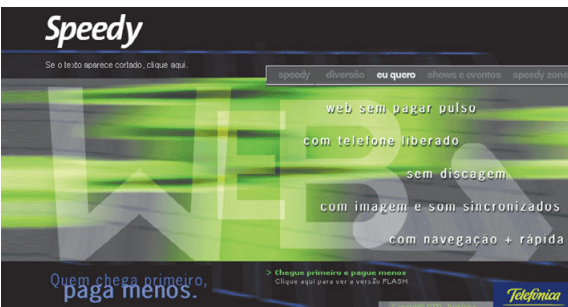 Speedy
Se o texto aparece cortado, clique aqui.
speedy diversão eu quero shows e eventos speedy zone
WEB
web sem pagar pulso
com telefone liberado
sem discagem
com imagem e som sincronizados
com navegação + rápida
Quem chega primeiro,
paga menos.
> Chegue primeiro e pague menos
Clique aqui para ver a versão FLASH
Telefónica